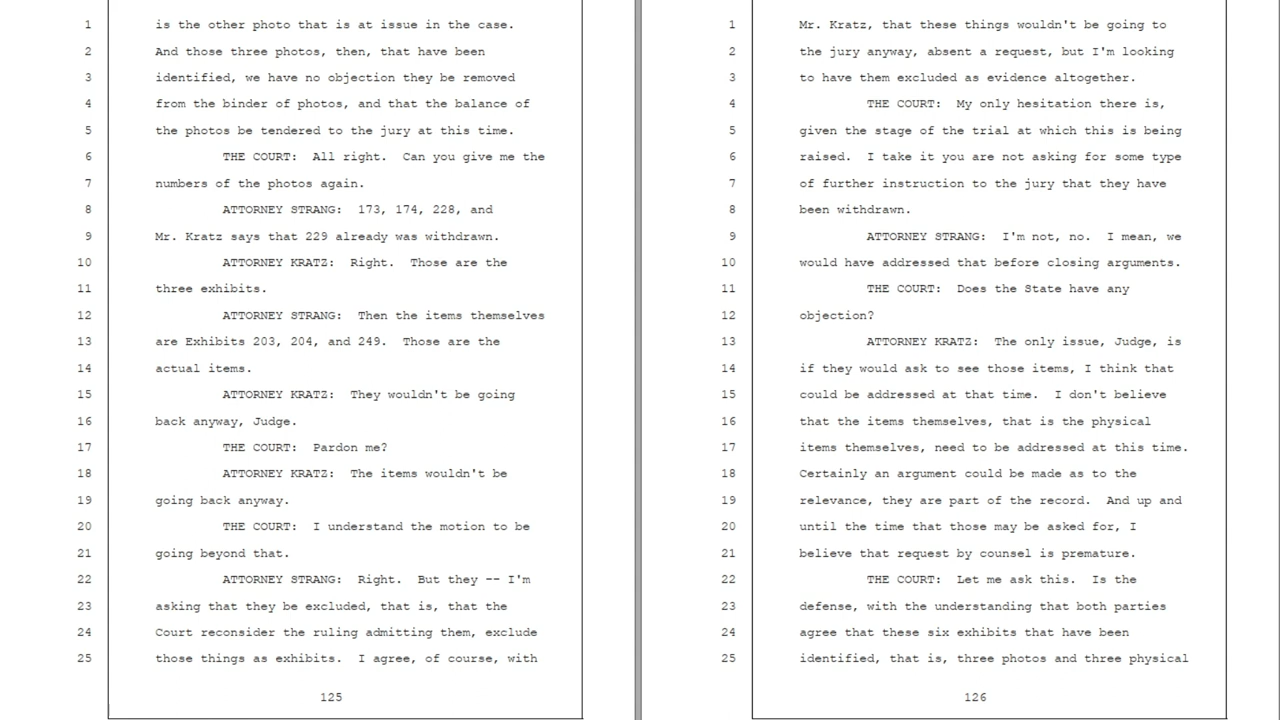 1 is the other photo that is at issue in the case.
2 And those three photos, then, that have been
3 identified, we have no objection they be removed
4 from the binder of photos, and that the balance of
5 the photos be tendered to the jury at this time.
6 THE COURT: All right. Can you give me the
7 numbers of the photos again.
8 ATTORNEY STRANG: 173, 174, 228, and
9 Mr. Kratz says that 229 already was withdrawn.
10 ATTORNEY KRATZ: Right. Those are the
11 three exhibits.
12 ATTORNEY STRANG: Then the items themselves
13 are Exhibits 203, 204, and 249. Those are the
14 actual items.
15 ATTORNEY KRATZ: They wouldn't be going
16 back anyway, Judge.
17 THE COURT: Pardon me?
18 ATTORNEY KRATZ: The items wouldn't be
19 going back anyway.
20 THE COURT: I understand the motion to be
21 going beyond that.
22 ATTORNEY STRANG: Right. But they -- I'm
23 asking that they be excluded, that is, that the
24 Court reconsider the ruling admitting them, exclude
25 those things as exhibits. I agree, of course, with
125
1 Mr. Kratz, that these things wouldn't be going to
2 the jury anyway, absent a request, but I'm looking
3 to have them excluded as evidence altogether.
4 THE COURT: My only hesitation there is,
5 given the stage of the trial at which this is being
6 raised. I take it you are not asking for some type
7 of further instruction to the jury that they have
8 been withdrawn.
9 ATTORNEY STRANG: I'm not, no. I mean, we
10 would have addressed that before closing arguments.
11 THE COURT: Does the State have any
12 objection?
13 ATTORNEY KRATZ: The only issue, Judge, is
14 if they would ask to see those items, I think that
15 could be addressed at that time. I don't believe
16 that the items themselves, that is the physical
17 items themselves, need to be addressed at this time.
18 Certainly an argument could be made as to the
19 relevance, they are part of the record. And up and
20 until the time that those may be asked for, I
21 believe that request by counsel is premature.
22 THE COURT: Let me ask this. Is the
23 defense, with the understanding that both parties
24 agree that these six exhibits that have been
25 identified, that is, three photos and three physical
126